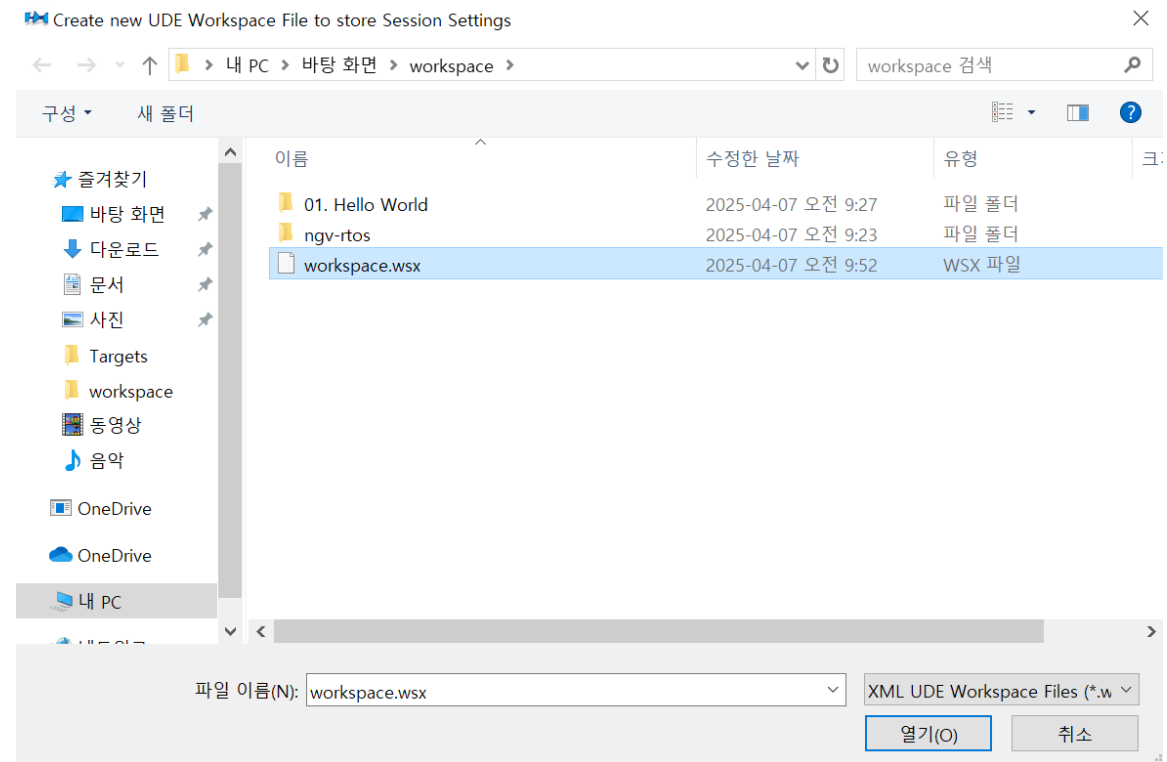 Create new UDE Workspace File to store Session Settings
내 PC > 바탕 화면 > workspace >
workspace 검색
구성
새 폴더
이름 수정한 날짜 유형
즐겨찾기
바탕 화면
다운로드
문서
사진
Targets
workspace
동영상
음악
OneDrive
OneDrive
내 PC
01. Hello World 2025-04-07 오전 9:27 파일 폴더
ngv-rtos 2025-04-07 오전 9:23 파일 폴더
workspace.wsx 2025-04-07 오전 9:52 WSX 파일
파일 이름(N): workspace.wsx
XML UDE Workspace Files (*.w
열기(O) 취소